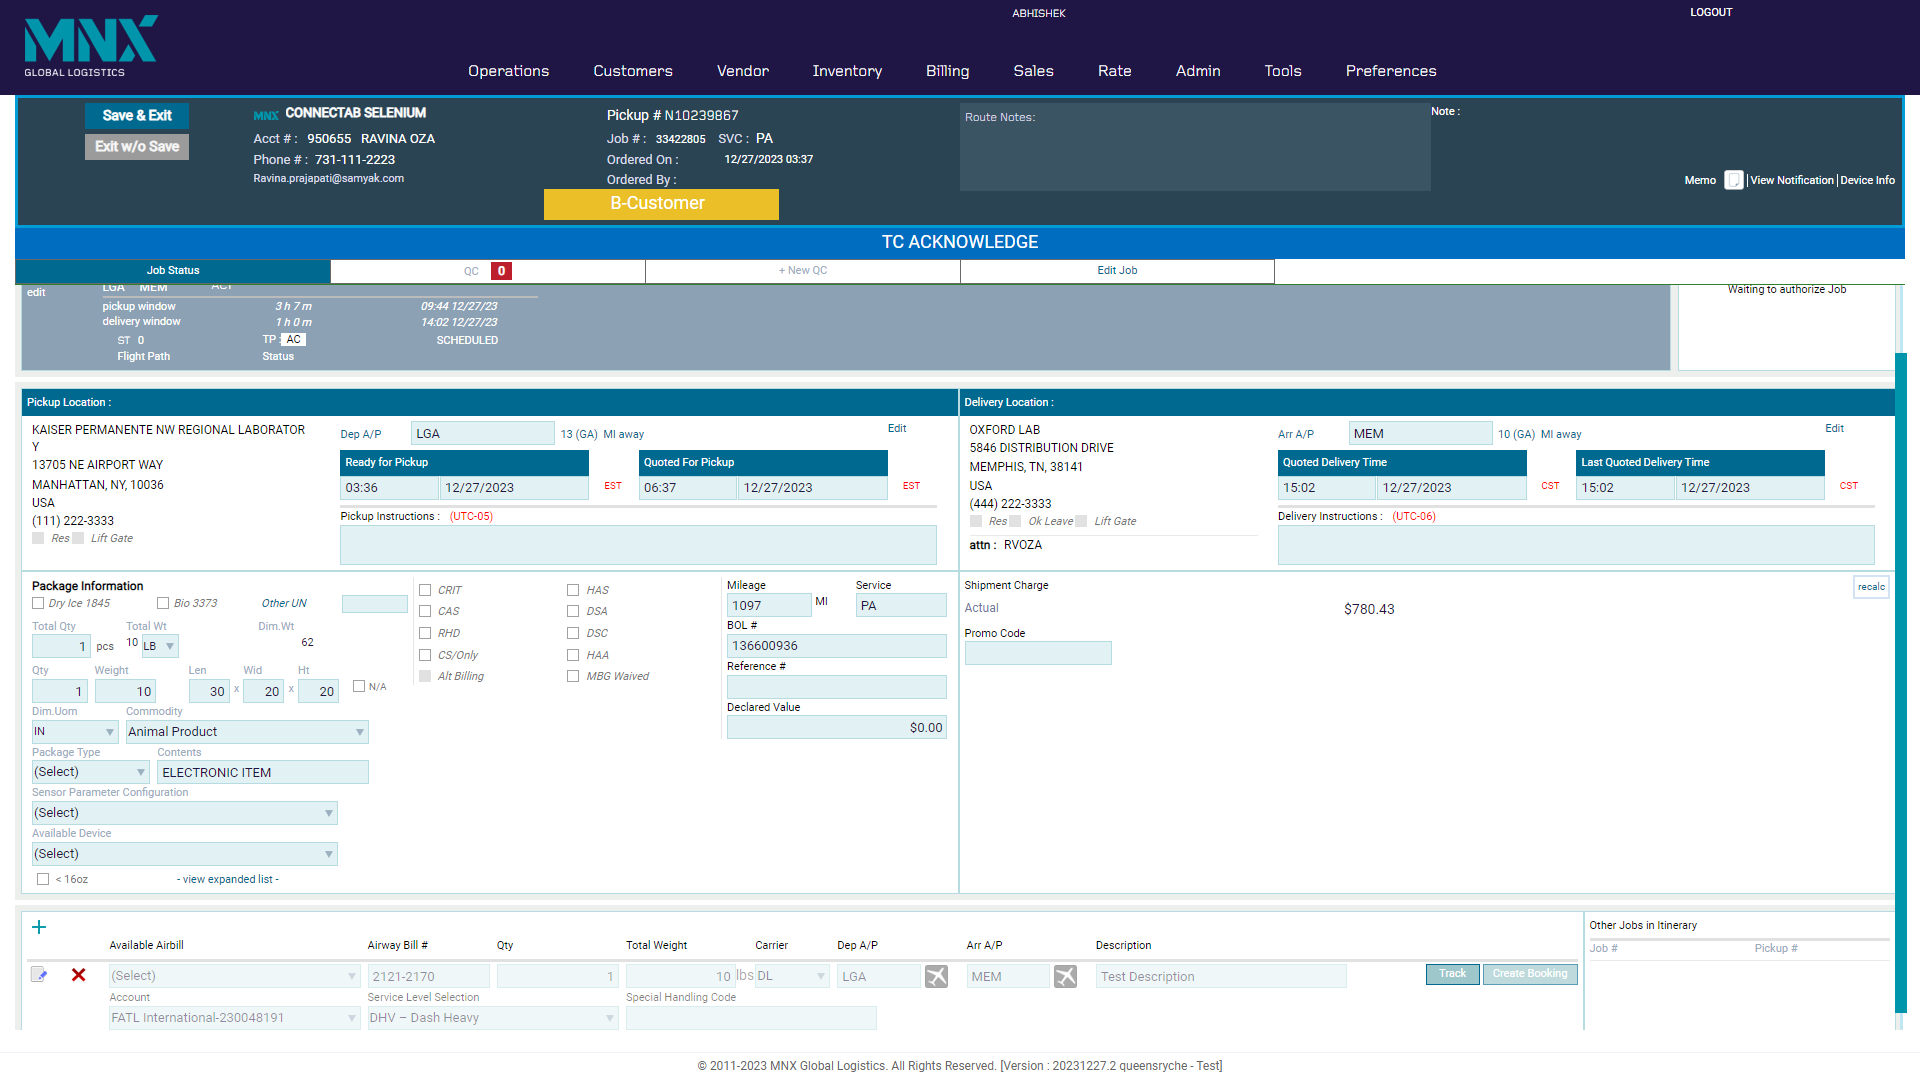 MNX
GLOBAL LOGISTICS
ABHISHEK
LOGOUT
Operations
Customers
Vendor
Inventory
Billing
Sales
Rate
Admin
Tools
Preferences
Save & Exit
Exit w/o Save
MNX CONNECTAB SELENIUM
Acct # : 950655 RAVINA OZA
Phone # : 731-111-2223
Ravina.prajapati@samyak.com
Pickup # N10239867
Job # : 33422805 SVC : PA
Ordered On : 12/27/2023 03:37
Ordered By :
B-Customer
Route Notes:
Note :
Memo | View Notification | Device Info
TC ACKNOWLEDGE
Job Status
QC 0
+ New QC
Edit Job
edit
LGA MEM ACT
pickup window 3 h 7 m 09:44 12/27/23
delivery window 1 h 0 m 14:02 12/27/23
ST 0 TP : AC SCHEDULED
Flight Path Status
Waiting to authorize Job
Pickup Location :
KAISER PERMANENTE NW REGIONAL LABORATOR
Y
13705 NE AIRPORT WAY
MANHATTAN, NY, 10036
USA
(111) 222-3333
Res Lift Gate
Dep A/P LGA 13 (GA) MI away
Edit
Ready for Pickup
03:36 12/27/2023 EST
Quoted For Pickup
06:37 12/27/2023 EST
Pickup Instructions : (UTC-05)
Delivery Location :
OXFORD LAB
5846 DISTRIBUTION DRIVE
MEMPHIS, TN, 38141
USA
(444) 222-3333
Res Ok Leave Lift Gate
attn : RVOZA
Arr A/P MEM 10 (GA) MI away
Edit
Quoted Delivery Time
15:02 12/27/2023 CST
Last Quoted Delivery Time
15:02 12/27/2023 CST
Delivery Instructions : (UTC-06)
Package Information
Dry Ice 1845 Bio 3373 Other UN
Total Qty Total Wt Dim.Wt
1 pcs 10 LB 62
Qty Weight Len Wid Ht
1 10 30 x 20 x 20 N/A
Dim.Uom Commodity
IN Animal Product
Package Type Contents
(Select) ELECTRONIC ITEM
Sensor Parameter Configuration
(Select)
Available Device
(Select)
< 16oz - view expanded list -
CRIT HAS
CAS DSA
RHD DSC
CS/Only HAA
Alt Billing MBG Waived
Mileage Service
1097 MI PA
BOL #
136600936
Reference #
Declared Value
$0.00
Shipment Charge
recalc
Actual $780.43
Promo Code
+
Available Airbill Airway Bill # Qty Total Weight Carrier Dep A/P Arr A/P Description
(Select) 2121-2170 1 10 lbs DL LGA MEM Test Description Track Create Booking
Account Service Level Selection Special Handling Code
FATL International-230048191 DHV – Dash Heavy
Other Jobs in Itinerary
Job # Pickup #
© 2011-2023 MNX Global Logistics. All Rights Reserved. [Version : 20231227.2 queensryche - Test]